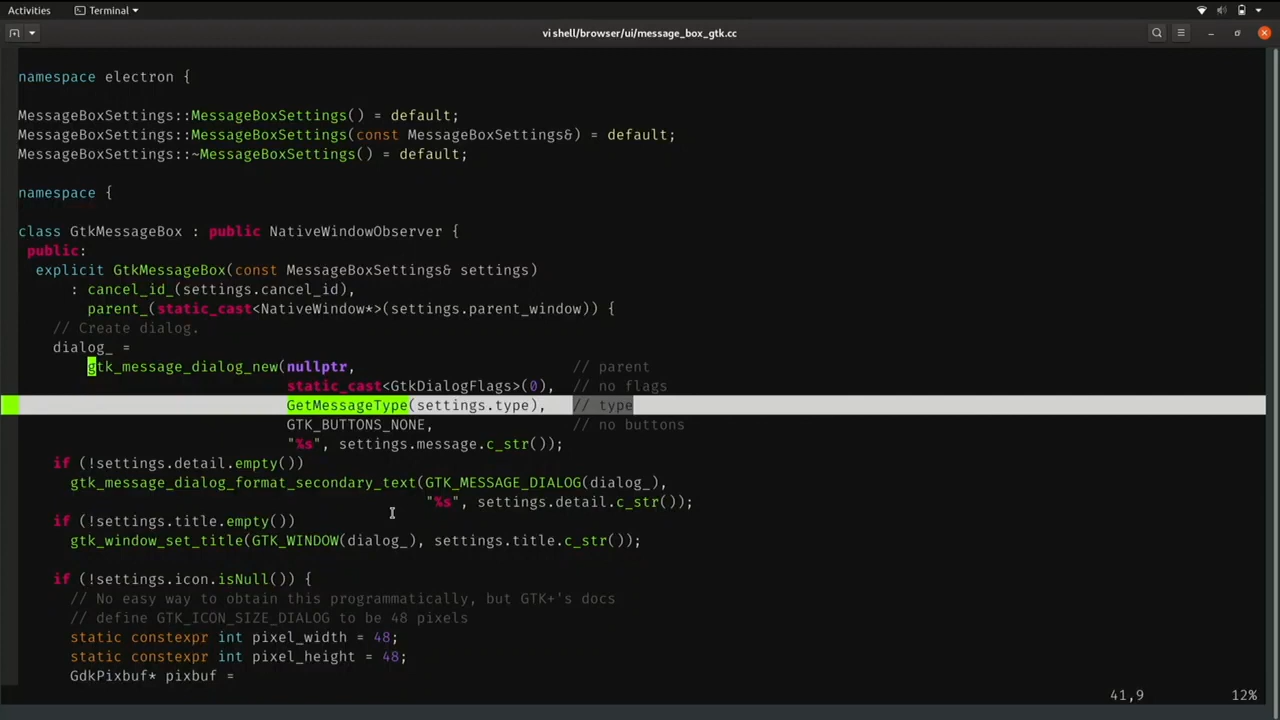 Activities
Terminal
vi shell/browser/ui/message_box_gtk.cc
namespace electron {
MessageBoxSettings::MessageBoxSettings() = default;
MessageBoxSettings::MessageBoxSettings(const MessageBoxSettings&) = default;
MessageBoxSettings::~MessageBoxSettings() = default;
namespace {
class GtkMessageBox : public NativeWindowObserver {
public:
explicit GtkMessageBox(const MessageBoxSettings& settings)
: cancel_id_(settings.cancel_id),
parent_(static_cast<NativeWindow*>(settings.parent_window)) {
// Create dialog.
dialog_ =
gtk_message_dialog_new(nullptr, // parent
static_cast<GtkDialogFlags>(0), // no flags
GetMessageType(settings.type), // type
GTK_BUTTONS_NONE, // no buttons
"%s", settings.message.c_str());
if (!settings.detail.empty())
gtk_message_dialog_format_secondary_text(GTK_MESSAGE_DIALOG(dialog_),
"%s", settings.detail.c_str());
if (!settings.title.empty())
gtk_window_set_title(GTK_WINDOW(dialog_), settings.title.c_str());
if (!settings.icon.isNull()) {
// No easy way to obtain this programmatically, but GTK+'s docs
// define GTK_ICON_SIZE_DIALOG to be 48 pixels
static constexpr int pixel_width = 48;
static constexpr int pixel_height = 48;
GdkPixbuf* pixbuf =
41,9 12%